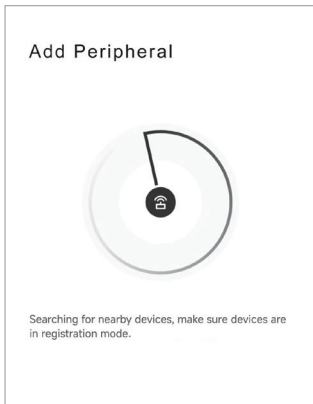 Add Peripheral
Searching for nearby devices, make sure devices are
in registration mode.